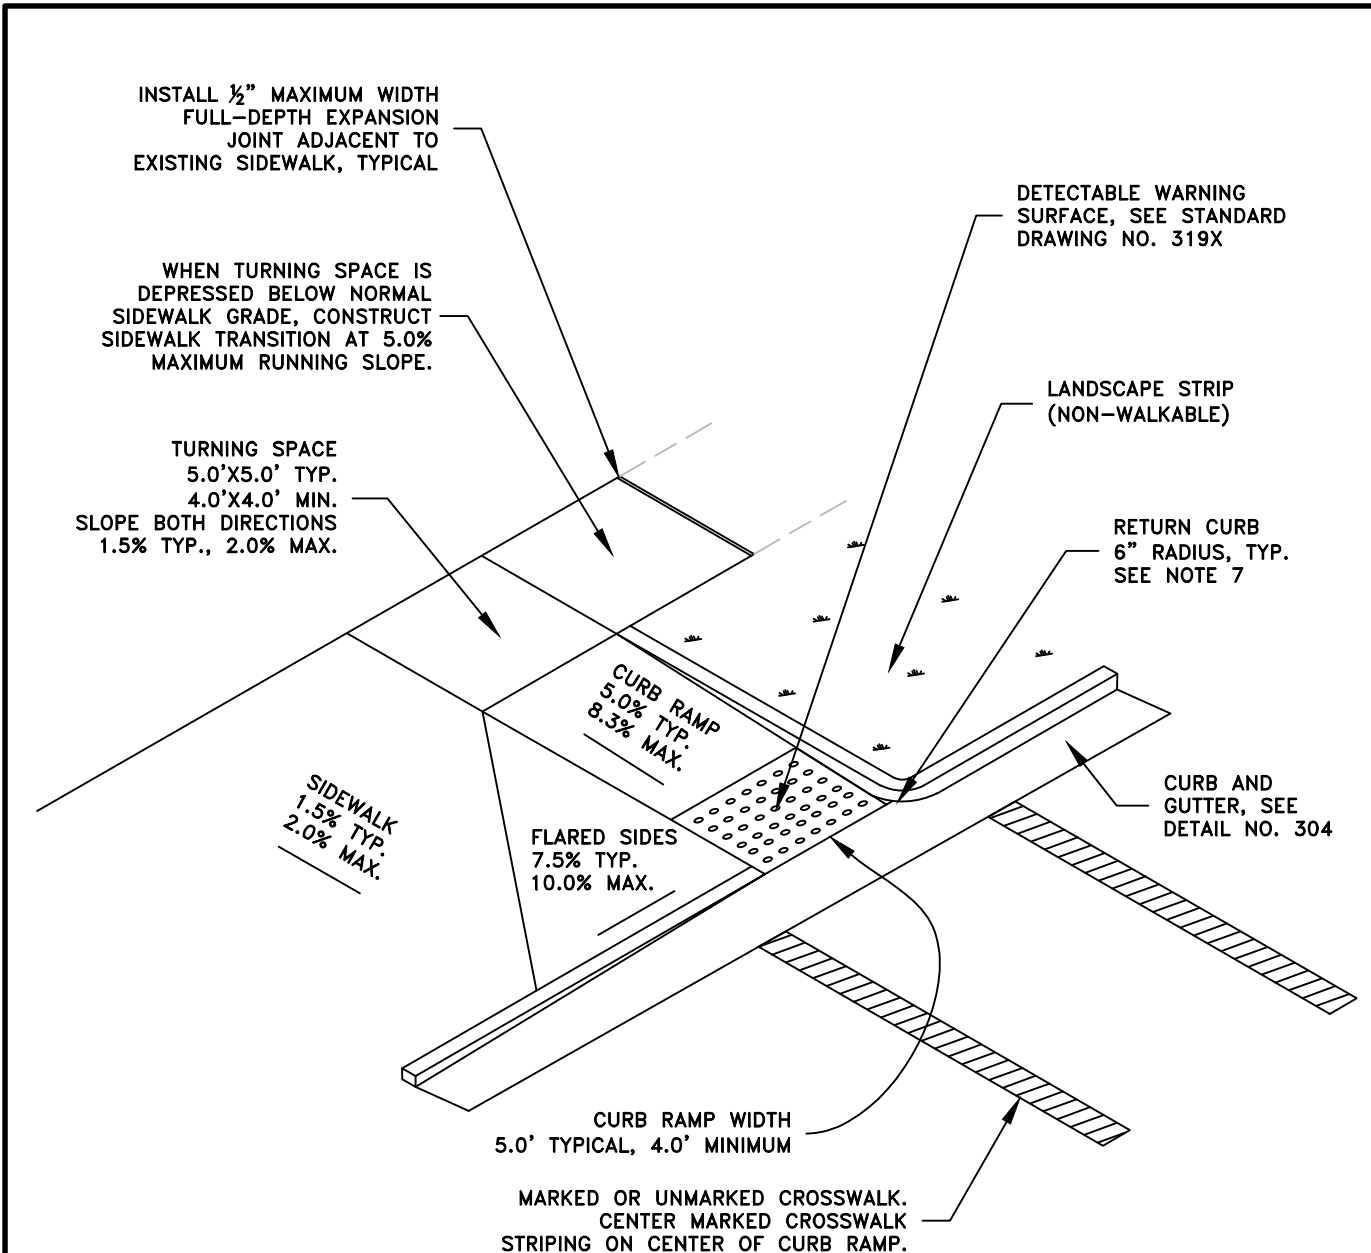 INSTALL ½” MAXIMUM WIDTH
FULL–DEPTH EXPANSION
JOINT ADJACENT TO
EXISTING SIDEWALK, TYPICAL
DETECTABLE WARNING
SURFACE, SEE STANDARD
DRAWING NO. 319X
WHEN TURNING SPACE IS
DEPRESSED BELOW NORMAL
SIDEWALK GRADE, CONSTRUCT
SIDEWALK TRANSITION AT 5.0%
MAXIMUM RUNNING SLOPE.
LANDSCAPE STRIP
(NON–WALKABLE)
TURNING SPACE
5.0’X5.0’ TYP.
4.0’X4.0’ MIN.
SLOPE BOTH DIRECTIONS
1.5% TYP., 2.0% MAX.
RETURN CURB
6” RADIUS, TYP.
SEE NOTE 7
CURB RAMP
5.0% TYP.
8.3% MAX.
SIDEWALK
1.5% TYP.
2.0% MAX.
FLARED SIDES
7.5% TYP.
10.0% MAX.
CURB AND
GUTTER, SEE
DETAIL NO. 304
CURB RAMP WIDTH
5.0’ TYPICAL, 4.0’ MINIMUM
MARKED OR UNMARKED CROSSWALK.
CENTER MARKED CROSSWALK
STRIPING ON CENTER OF CURB RAMP.